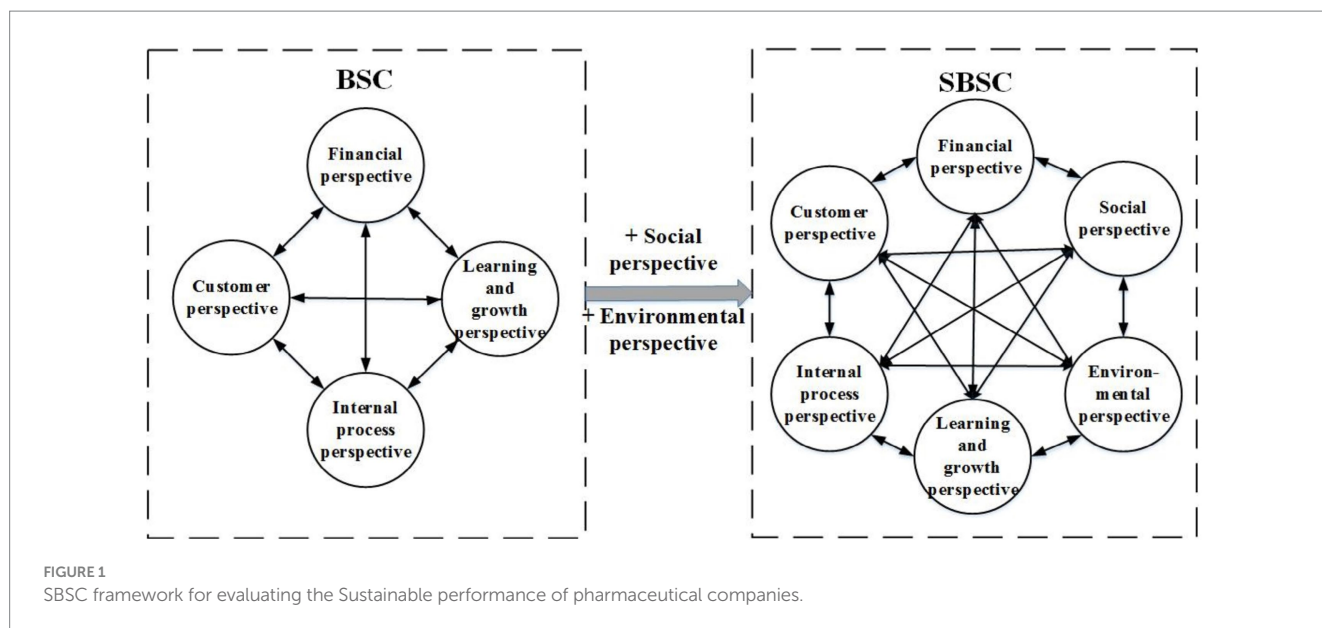 BSC
Financial
perspective
Customer
perspective
Learning
and
growth
perspective
Internal
process
perspective
+ Social
perspective
+ Environmental
perspective
SBSC
Financial
perspective
Customer
perspective
Social
perspective
Internal
process
perspective
Environ-
mental
perspective
Learning
and
growth
perspective
FIGURE 1
SBSC framework for evaluating the Sustainable performance of pharmaceutical companies.